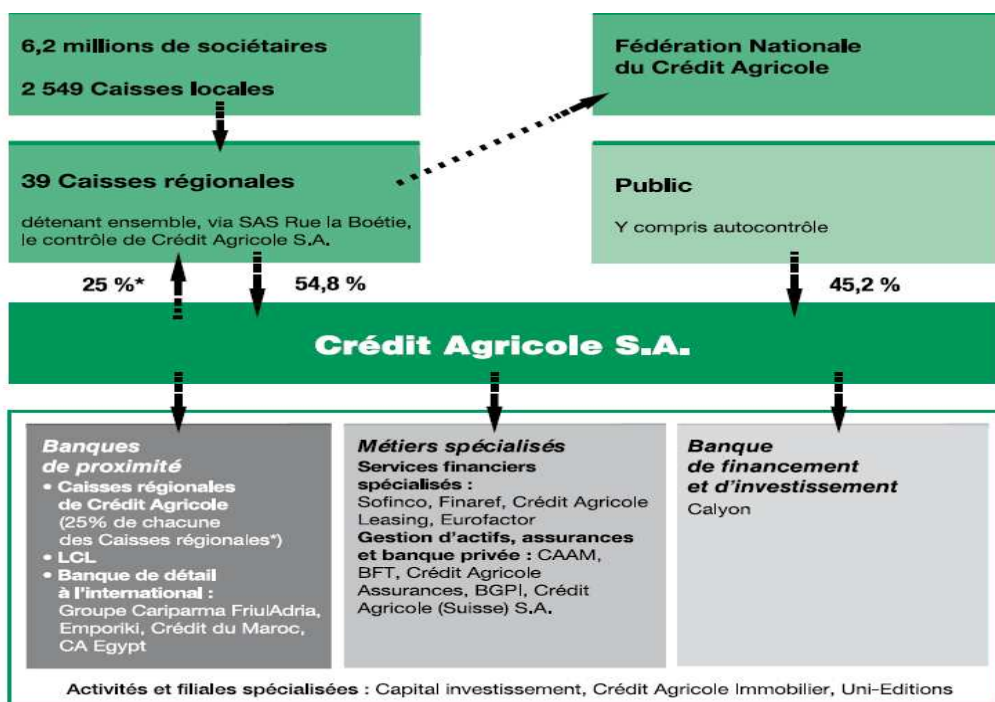 6,2 millions de sociétaires
2 549 Caisses locales
Fédération Nationale
du Crédit Agricole
39 Caisses régionales
détenant ensemble, via SAS Rue la Boétie,
le contrôle de Crédit Agricole S.A.
Public
Y compris autocontrôle
25 %*
54,8 %
45,2 %
Crédit Agricole S.A.
Banques
de proximité
• Caisses régionales
de Crédit Agricole
(25% de chacune
des Caisses régionales*)
• LCL
• Banque de détail
à l'international :
Groupe Cariparma FriulAdria,
Emporiki, Crédit du Maroc,
CA Egypt
Métiers spécialisés
Services financiers
spécialisés :
Sofinco, Finaref, Crédit Agricole
Leasing, Eurofactor
Gestion d'actifs, assurances
et banque privée : CAAM,
BFT, Crédit Agricole
Assurances, BGPI, Crédit
Agricole (Suisse) S.A.
Banque
de financement
et d'investissement
Calyon
Activités et filiales spécialisées : Capital investissement, Crédit Agricole Immobilier, Uni-Editions